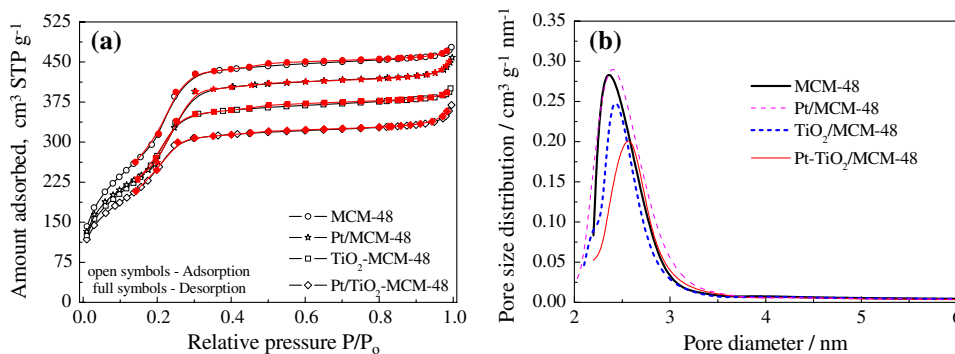 (a)
Amount adsorbed, cm³ STP g⁻¹
525
450
375
300
225
150
75
0
MCM-48
Pt/MCM-48
TiO₂-MCM-48
Pt/TiO₂-MCM-48
open symbols - Adsorption
full symbols - Desorption
0.0 0.2 0.4 0.6 0.8 1.0
Relative pressure P/Pₒ
(b)
Pore size distribution / cm³ g⁻¹ nm⁻¹
0.35
0.30
0.25
0.20
0.15
0.10
0.05
0.00
MCM-48
Pt/MCM-48
TiO₂/MCM-48
Pt-TiO₂/MCM-48
2 3 4 5 6
Pore diameter / nm